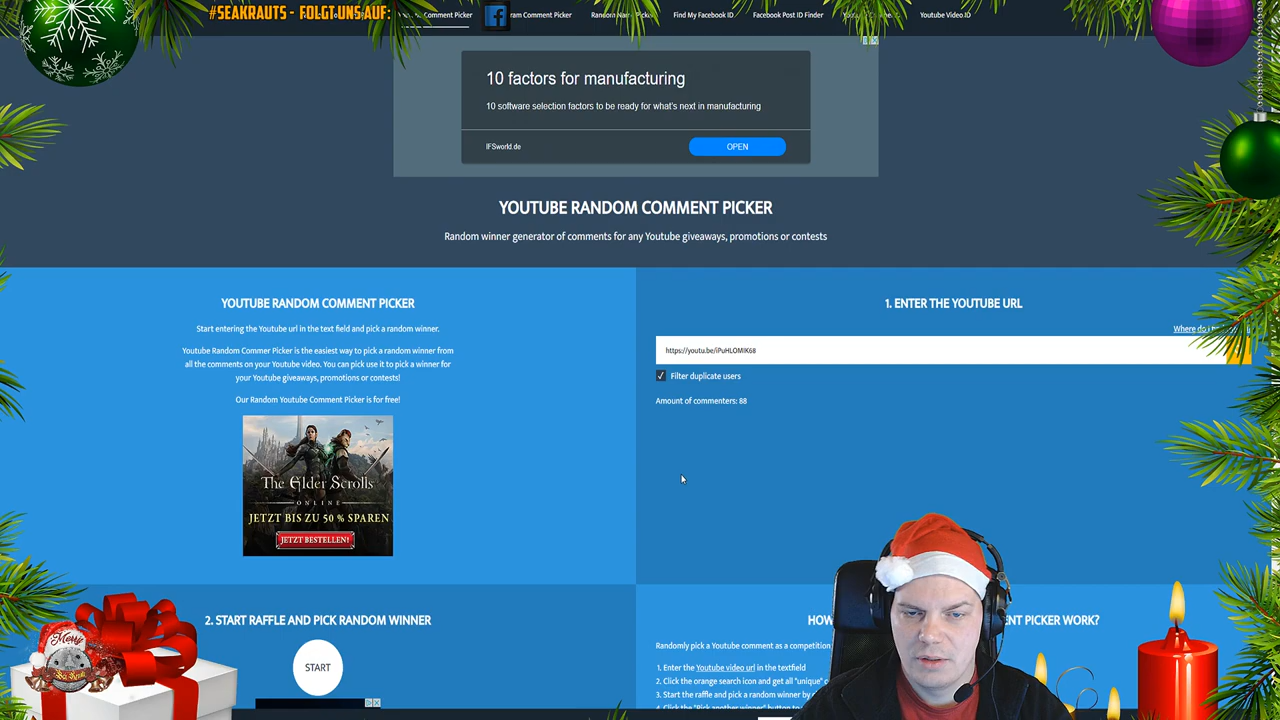 #SEAKRAUTS - FOLGT UNS AUF:
Comment Picker
ram Comment Picker
Random
Find My Facebook ID
Facebook Post ID Finder
Youtube Video ID
10 factors for manufacturing
10 software selection factors to be ready for what's next in manufacturing
IFSworld.de
OPEN
YOUTUBE RANDOM COMMENT PICKER
Random winner generator of comments for any Youtube giveaways, promotions or contests
YOUTUBE RANDOM COMMENT PICKER
Start entering the Youtube url in the text field and pick a random winner.
Youtube Random Commer Picker is the easiest way to pick a random winner from
all the comments on your Youtube video. You can pick use it to pick a winner for
your Youtube giveaways, promotions or contests!
Our Random Youtube Comment Picker is for free!
The Elder Scrolls
ONLINE
JETZT BIS ZU 50 % SPAREN
JETZT BESTELLEN!
1. ENTER THE YOUTUBE URL
Where do i
https://youtu.be/iPuHLOMIK68
Filter duplicate users
Amount of commenters: 88
2. START RAFFLE AND PICK RANDOM WINNER
START
HOW
ENT PICKER WORK?
Randomly pick a Youtube comment as a competition
1. Enter the Youtube video url in the textfield
2. Click the orange search icon and get all "unique"
3. Start the raffle and pick a random winner by
4. Click the "Pick another winner" button to
Merry